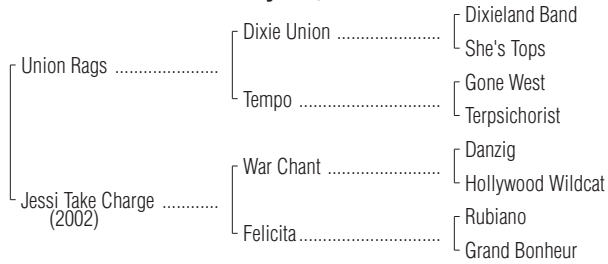 Dixieland Band
Dixie Union ....................
She's Tops
Union Rags ....................
Gone West
Tempo ...........................
Terpsichorist
Danzig
War Chant ......................
Hollywood Wildcat
Jessi Take Charge ...........
(2002)
Rubiano
Felicita...........................
Grand Bonheur